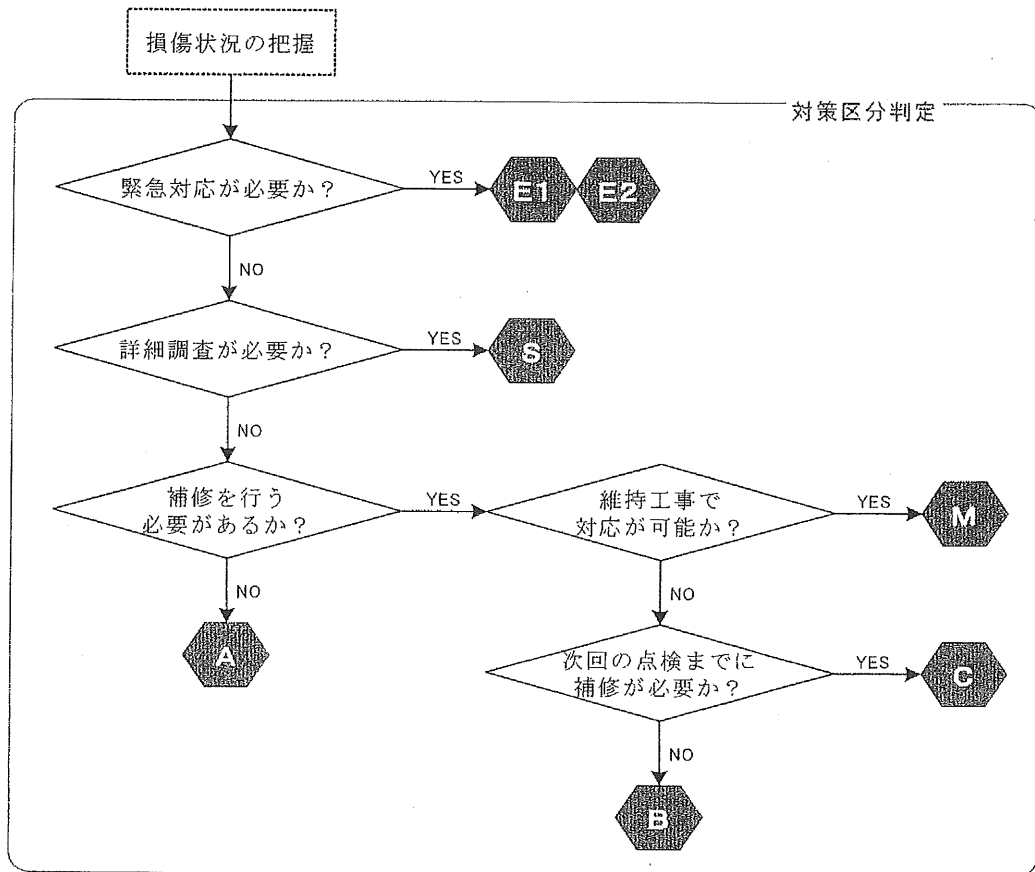 損傷状況の把握
対策区分判定
緊急対応が必要か？
YES
E1
E2
NO
詳細調査が必要か？
YES
S
NO
補修を行う
必要があるか？
YES
維持工事で
対応が可能か？
YES
M
NO
A
NO
次回の点検までに
補修が必要か？
YES
C
NO
B